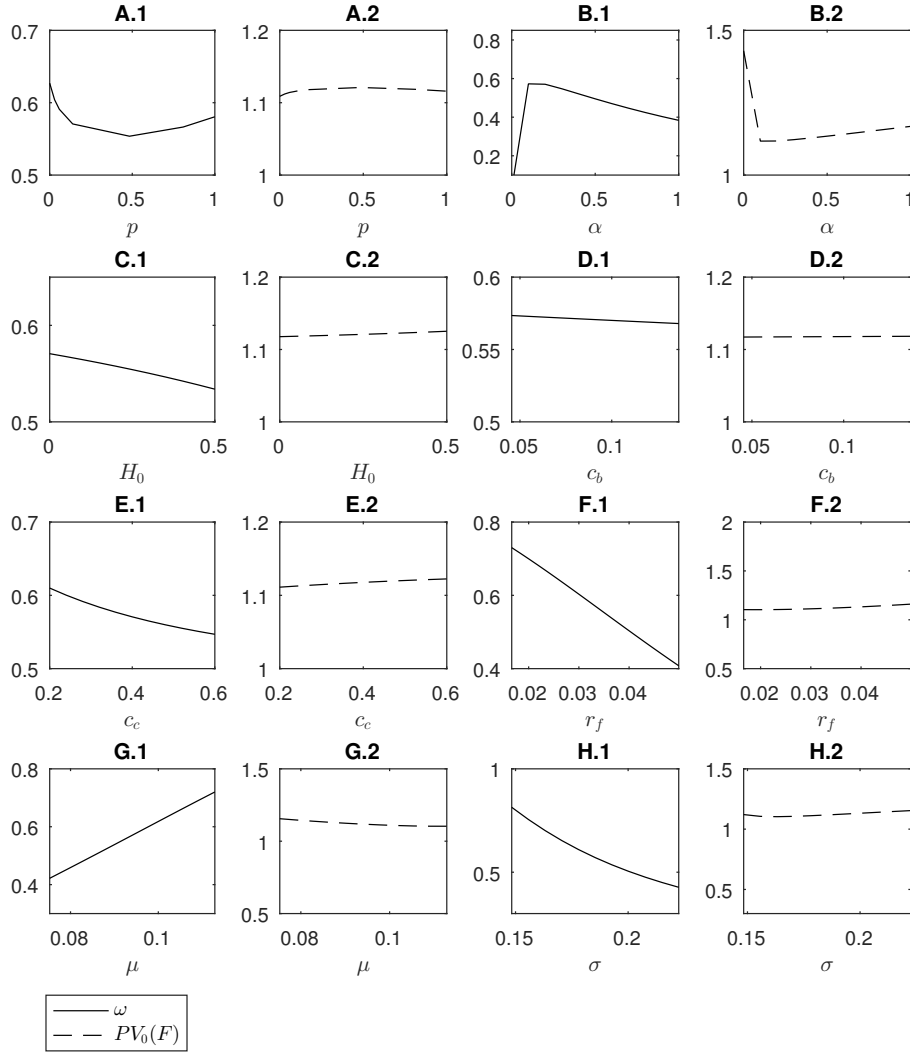 A.1 A.2 B.1 B.2
0.7 1.2 0.8 1.5
0.6 1.1 0.6
0.4
0.2
0.5 1 1
0 0.5 1 0 0.5 1 0 0.5 1 0 0.5 1
p p α α
C.1 C.2 D.1 D.2
1.2 0.6 1.2
0.6 1.1 0.55 1.1
0.5 1 0.5 1
0 0.5 0 0.5 0.05 0.1 0.05 0.1
H₀ H₀ c_b c_b
E.1 E.2 F.1 F.2
0.7 1.2 0.8 2
0.6 1.1 0.6 1.5
1
0.5 1 0.4 0.5
0.2 0.4 0.6 0.2 0.4 0.6 0.02 0.03 0.04 0.02 0.03 0.04
c_c c_c r_f r_f
G.1 G.2 H.1 H.2
0.8 1.5 1 1.5
0.6 1 1
0.4 0.5 0.5
0.5
0.08 0.1 0.08 0.1 0.15 0.2 0.15 0.2
μ μ σ σ
ω
PV₀(F)